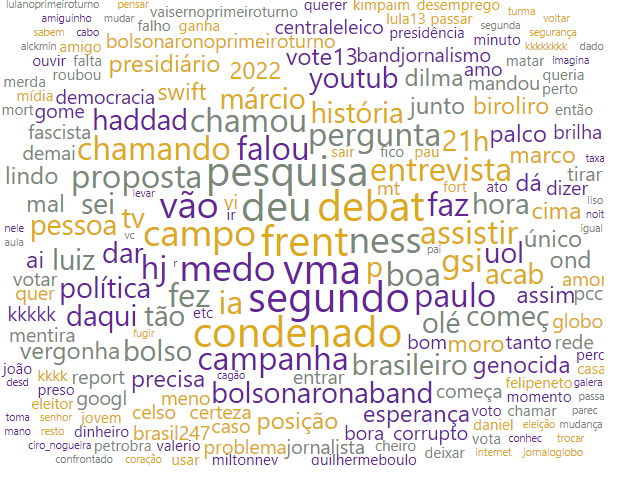 lulanoprimeirturno pensar
amiguinho mudar vaisernoprimeiroturno querer kimpaim desemprego turma
sabem cabo falho ganha centraleleico lula13 passar voltar
alckmin bolsonaronoprimeiroturno presidência segunda segurança
ouvir falta amigo vote13 bandjornalismo minuto kkkkkkkk. dado
roubou presidiário 2022 amo matar imagina
merda swift youtub dilma mandou queria
mídia democracia márcio história junto biroliro perto
mort gome haddad chamou pergunta 21h palco então
fascista brilha
demai chamando falou sair fico pau entrevista marco taxa
lindo proposta pesquisa mt fort ato dá dizer tirar
mal sei levar vão vi deu debat faz hora cima liso
nele pessoa tv vc ir noit
aula campo frentness pai assistir único igual
ai luiz dar hj r medo vma p boa gsi uol ond
votar acab amor
quer política fez ia segundo paulo assim pcc
kkkkk daqui tão etc olé começ globo
mentira fugir condenado bom moro tanto rede
vergonha bolso campanha brasileiro genocida perc
joão kkkk report precisa cagão entrar felipeneto casa
desd preso bolsonaronaband começa momento galera
eleitor googl meno passa
toma senhor jovem celso certeza posição esperança voto chamar parec
mano resto dinheiro brasil247 caso bora corrupto daniel eleição mudança
ciro_nogueira petrobra valerio problema jornalista cheiro vota conhec trocar
confrontado coração usar miltonnev guilhermeboulo deixar internet jornaloglobo